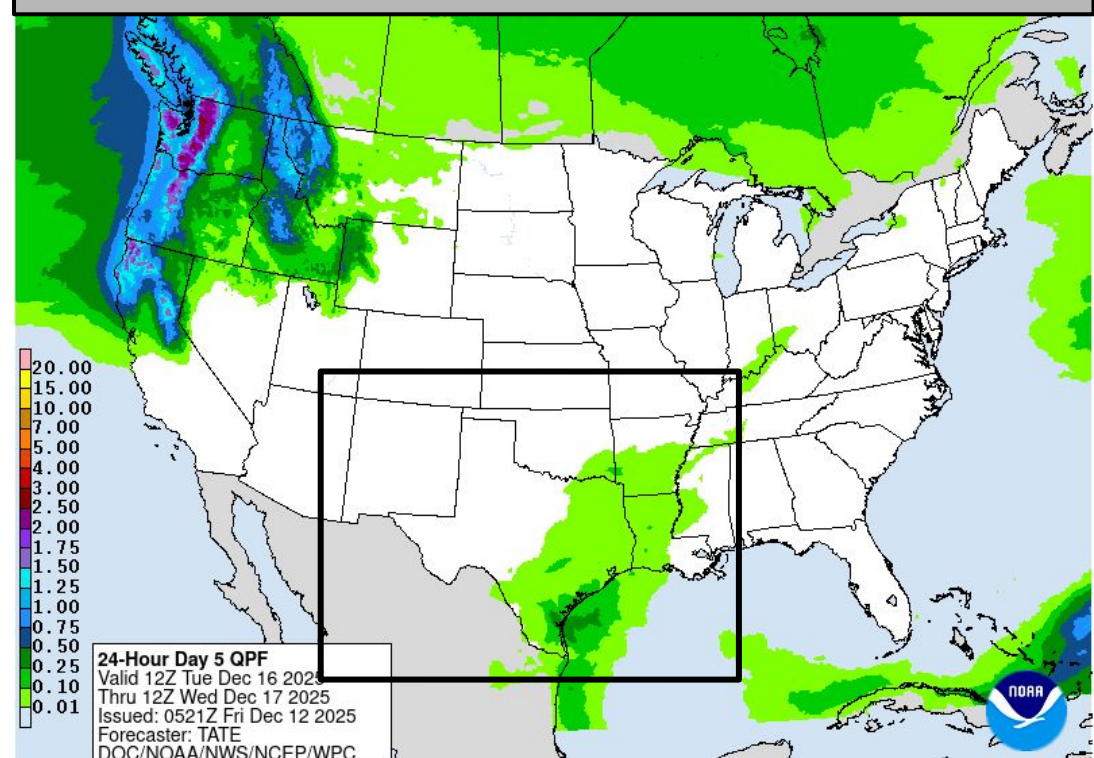 20.00
15.00
10.00
7.00
5.00
4.00
3.00
2.50
2.00
1.75
1.50
1.25
1.00
0.75
0.50
0.25
0.10
0.01
24-Hour Day 5 QPF
Valid 12Z Tue Dec 16 2025
Thru 12Z Wed Dec 17 2025
Issued: 0521Z Fri Dec 12 2025
Forecaster: TATE
DOC/NOAA/NWS/NCEP/WPC
NOAA